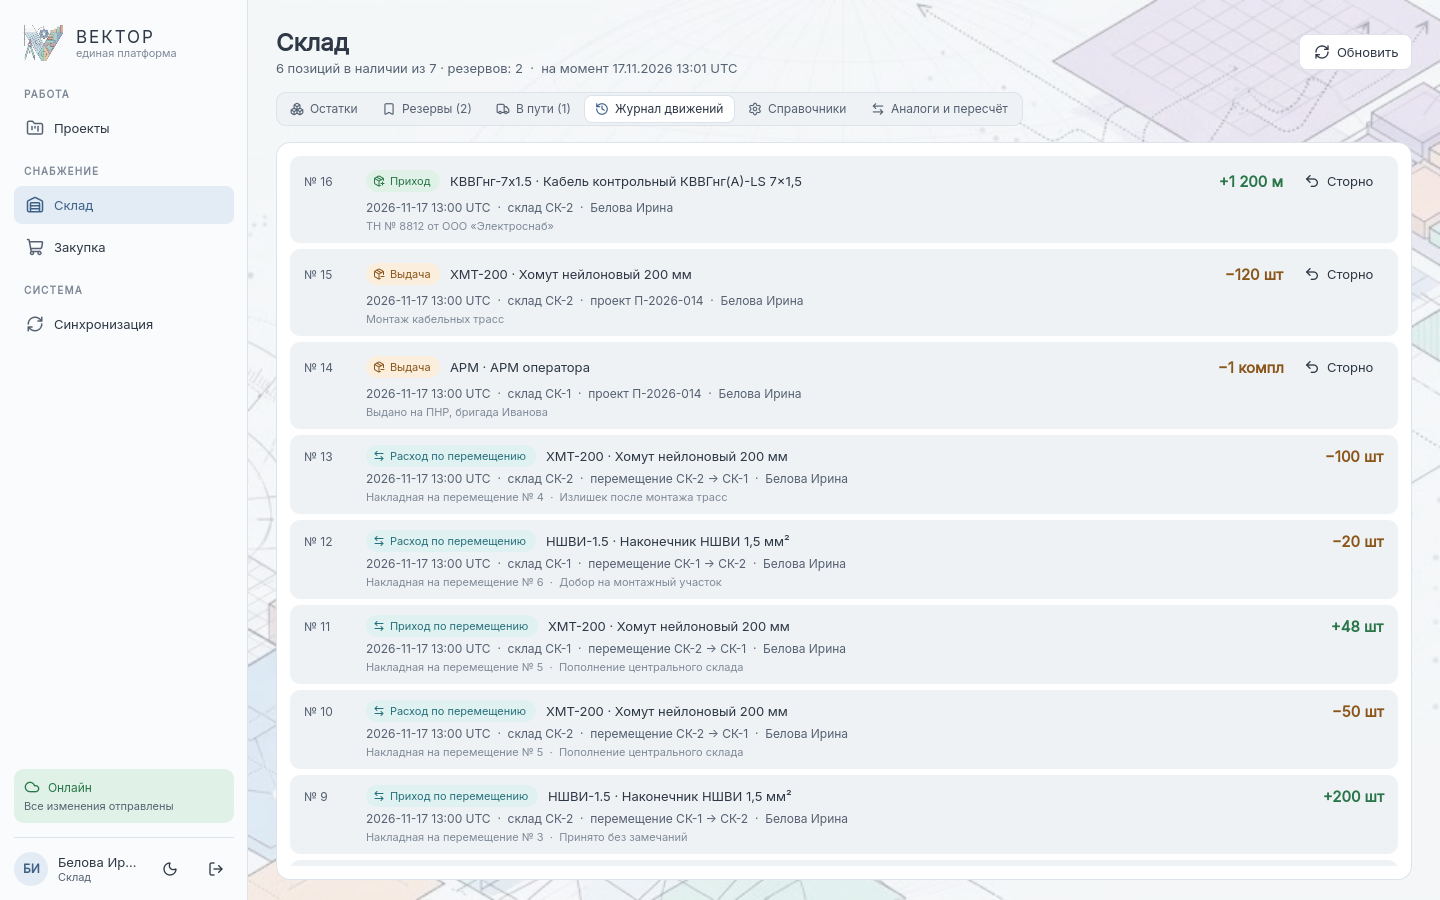 ВЕКТОР
единая платформа
РАБОТА
Проекты
СНАБЖЕНИЕ
Склад
Закупка
СИСТЕМА
Синхронизация
Онлайн
Все изменения отправлены
БИ
Белова Ир...
Склад
Склад
6 позиций в наличии из 7 · резервов: 2 · на момент 17.11.2026 13:01 UTC
Обновить
Остатки Резервы (2) В пути (1) Журнал движений Справочники Аналоги и пересчёт
№ 16 Приход КВВГнг-7x1.5 · Кабель контрольный КВВГнг(А)-LS 7×1,5 +1 200 м Сторно
2026-11-17 13:00 UTC · склад СК-2 · Белова Ирина
ТН № 8812 от ООО «Электроснаб»
№ 15 Выдача ХМТ-200 · Хомут нейлоновый 200 мм −120 шт Сторно
2026-11-17 13:00 UTC · склад СК-2 · проект П-2026-014 · Белова Ирина
Монтаж кабельных трасс
№ 14 Выдача АРМ · АРМ оператора −1 компл Сторно
2026-11-17 13:00 UTC · склад СК-1 · проект П-2026-014 · Белова Ирина
Выдано на ПНР, бригада Иванова
№ 13 Расход по перемещению ХМТ-200 · Хомут нейлоновый 200 мм −100 шт
2026-11-17 13:00 UTC · склад СК-2 · перемещение СК-2 → СК-1 · Белова Ирина
Накладная на перемещение № 4 · Излишек после монтажа трасс
№ 12 Расход по перемещению НШВИ-1.5 · Наконечник НШВИ 1,5 мм² −20 шт
2026-11-17 13:00 UTC · склад СК-1 · перемещение СК-1 → СК-2 · Белова Ирина
Накладная на перемещение № 6 · Добор на монтажный участок
№ 11 Приход по перемещению ХМТ-200 · Хомут нейлоновый 200 мм +48 шт
2026-11-17 13:00 UTC · склад СК-1 · перемещение СК-2 → СК-1 · Белова Ирина
Накладная на перемещение № 5 · Пополнение центрального склада
№ 10 Расход по перемещению ХМТ-200 · Хомут нейлоновый 200 мм −50 шт
2026-11-17 13:00 UTC · склад СК-2 · перемещение СК-2 → СК-1 · Белова Ирина
Накладная на перемещение № 5 · Пополнение центрального склада
№ 9 Приход по перемещению НШВИ-1.5 · Наконечник НШВИ 1,5 мм² +200 шт
2026-11-17 13:00 UTC · склад СК-2 · перемещение СК-1 → СК-2 · Белова Ирина
Накладная на перемещение № 3 · Принято без замечаний